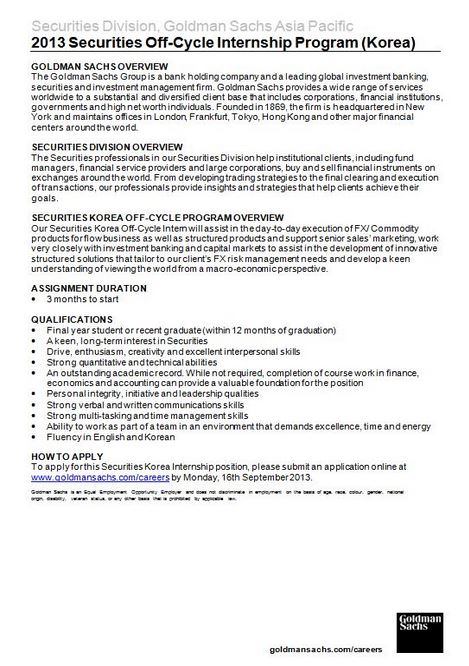 Securities Division, Goldman Sachs Asia Pacific
2013 Securities Off-Cycle Internship Program (Korea)
GOLDMAN SACHS OVERVIEW
The Goldman Sachs Group is a bank holding company and a leading global investment banking,
securities and investment management firm. Goldman Sachs provides a wide range of services
worldwide to a substantial and diversified client base that includes corporations, financial institutions,
governments and high net worth individuals. Founded in 1869, the firm is headquartered in New
York and maintains offices in London, Frankfurt, Tokyo, Hong Kong and other major financial
centers around the world.
SECURITIES DIVISION OVERVIEW
The Securities professionals in our Securities Division help institutional clients, including fund
managers, financial service providers and large corporations, buy and sell financial instruments on
exchanges around the world. From developing trading strategies to the final clearing and execution
of transactions, our professionals provide insights and strategies that help clients achieve their
goals.
SECURITIES KOREA OFF-CYCLE PROGRAM OVERVIEW
Our Securities Korea Off-Cycle Intern will assist in the day-to-day execution of FX/ Commodity
products for flow business as well as structured products and support senior sales' marketing, work
very closely with investment banking and capital markets to assist in the development of innovative
structured solutions that tailor to our client's FX risk management needs and develop a keen
understanding of viewing the world from a macro-economic perspective.
ASSIGNMENT DURATION
• 3 months to start
QUALIFICATIONS
• Final year student or recent graduate (within 12 months of graduation)
• A keen, long-term interest in Securities
• Drive, enthusiasm, creativity and excellent interpersonal skills
• Strong quantitative and technical abilities
• An outstanding academic record. While not required, completion of course work in finance,
economics and accounting can provide a valuable foundation for the position
• Personal integrity, initiative and leadership qualities
• Strong verbal and written communications skills
• Strong multi-tasking and time management skills
• Ability to work as part of a team in an environment that demands excellence, time and energy
• Fluency in English and Korean
HOW TO APPLY
To apply for this Securities Korea Internship position, please submit an application online at
www.goldmansachs.com/careers by Monday, 16th September 2013.
Goldman Sachs is an Equal Employment Opportunity Employer and does not discriminate in employment on the basis of age, race, colour, gender, national
origin, disability, veteran status, or any other basis that is prohibited by applicable law.
Goldman
Sachs
goldmansachs.com/careers